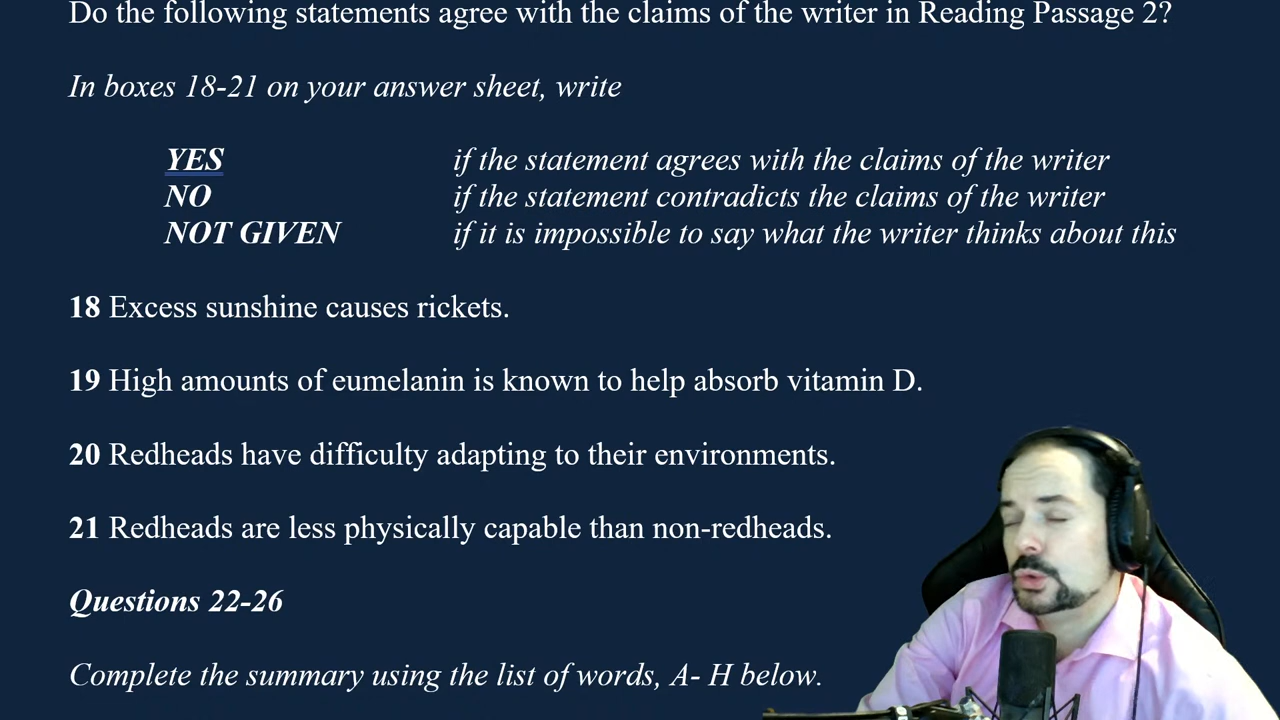 Do the following statements agree with the claims of the writer in Reading Passage 2?
In boxes 18-21 on your answer sheet, write
YES if the statement agrees with the claims of the writer
NO if the statement contradicts the claims of the writer
NOT GIVEN if it is impossible to say what the writer thinks about this
18 Excess sunshine causes rickets.
19 High amounts of eumelanin is known to help absorb vitamin D.
20 Redheads have difficulty adapting to their environments.
21 Redheads are less physically capable than non-redheads.
Questions 22-26
Complete the summary using the list of words, A- H below.